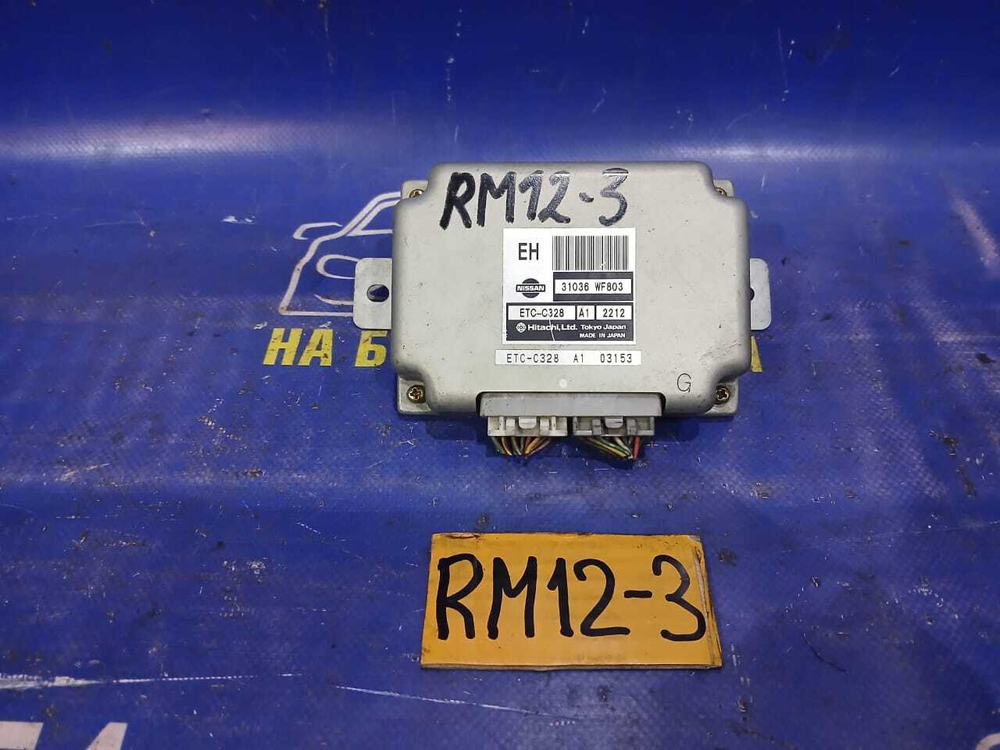 RM12-3
EH
NISSAN
31036 WF803
ETC-C328 A1 2212
Hitachi, Ltd. Tokyo Japan
MADE IN JAPAN
ETC-C328 A1 03153
G
НА Б
RM12-3